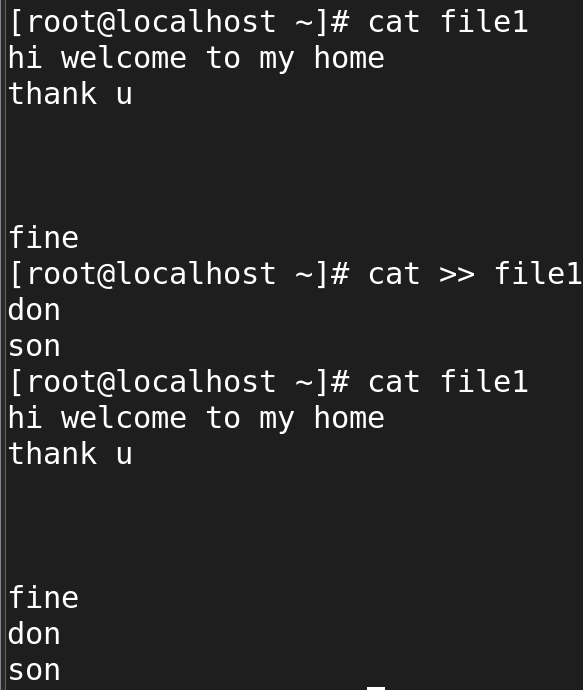 [root@localhost ~]# cat file1
hi welcome to my home
thank u
fine
[root@localhost ~]# cat >> file1
don
son
[root@localhost ~]# cat file1
hi welcome to my home
thank u
fine
don
son